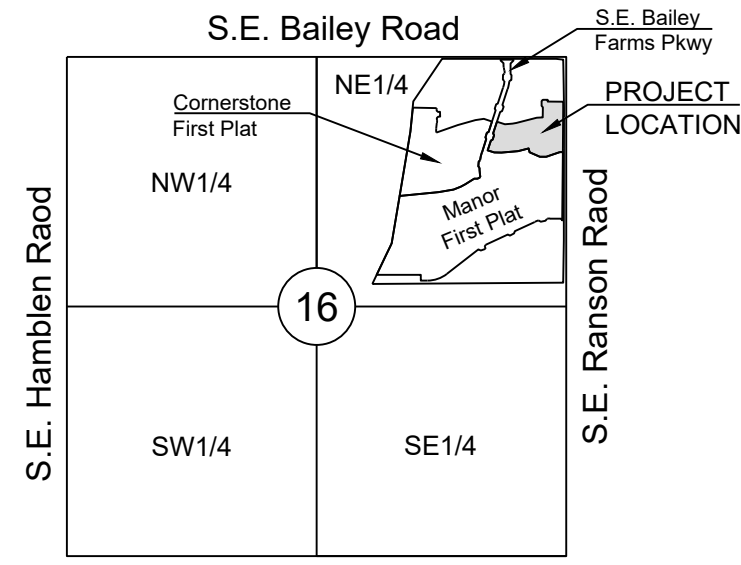 S.E. Bailey Road
S.E. Bailey
Farms Pkwy
NE1/4
PROJECT
LOCATION
Cornerstone
First Plat
NW1/4
Manor
First Plat
S.E. Hamblen Raod
S.E. Ranson Raod
16
SW1/4
SE1/4